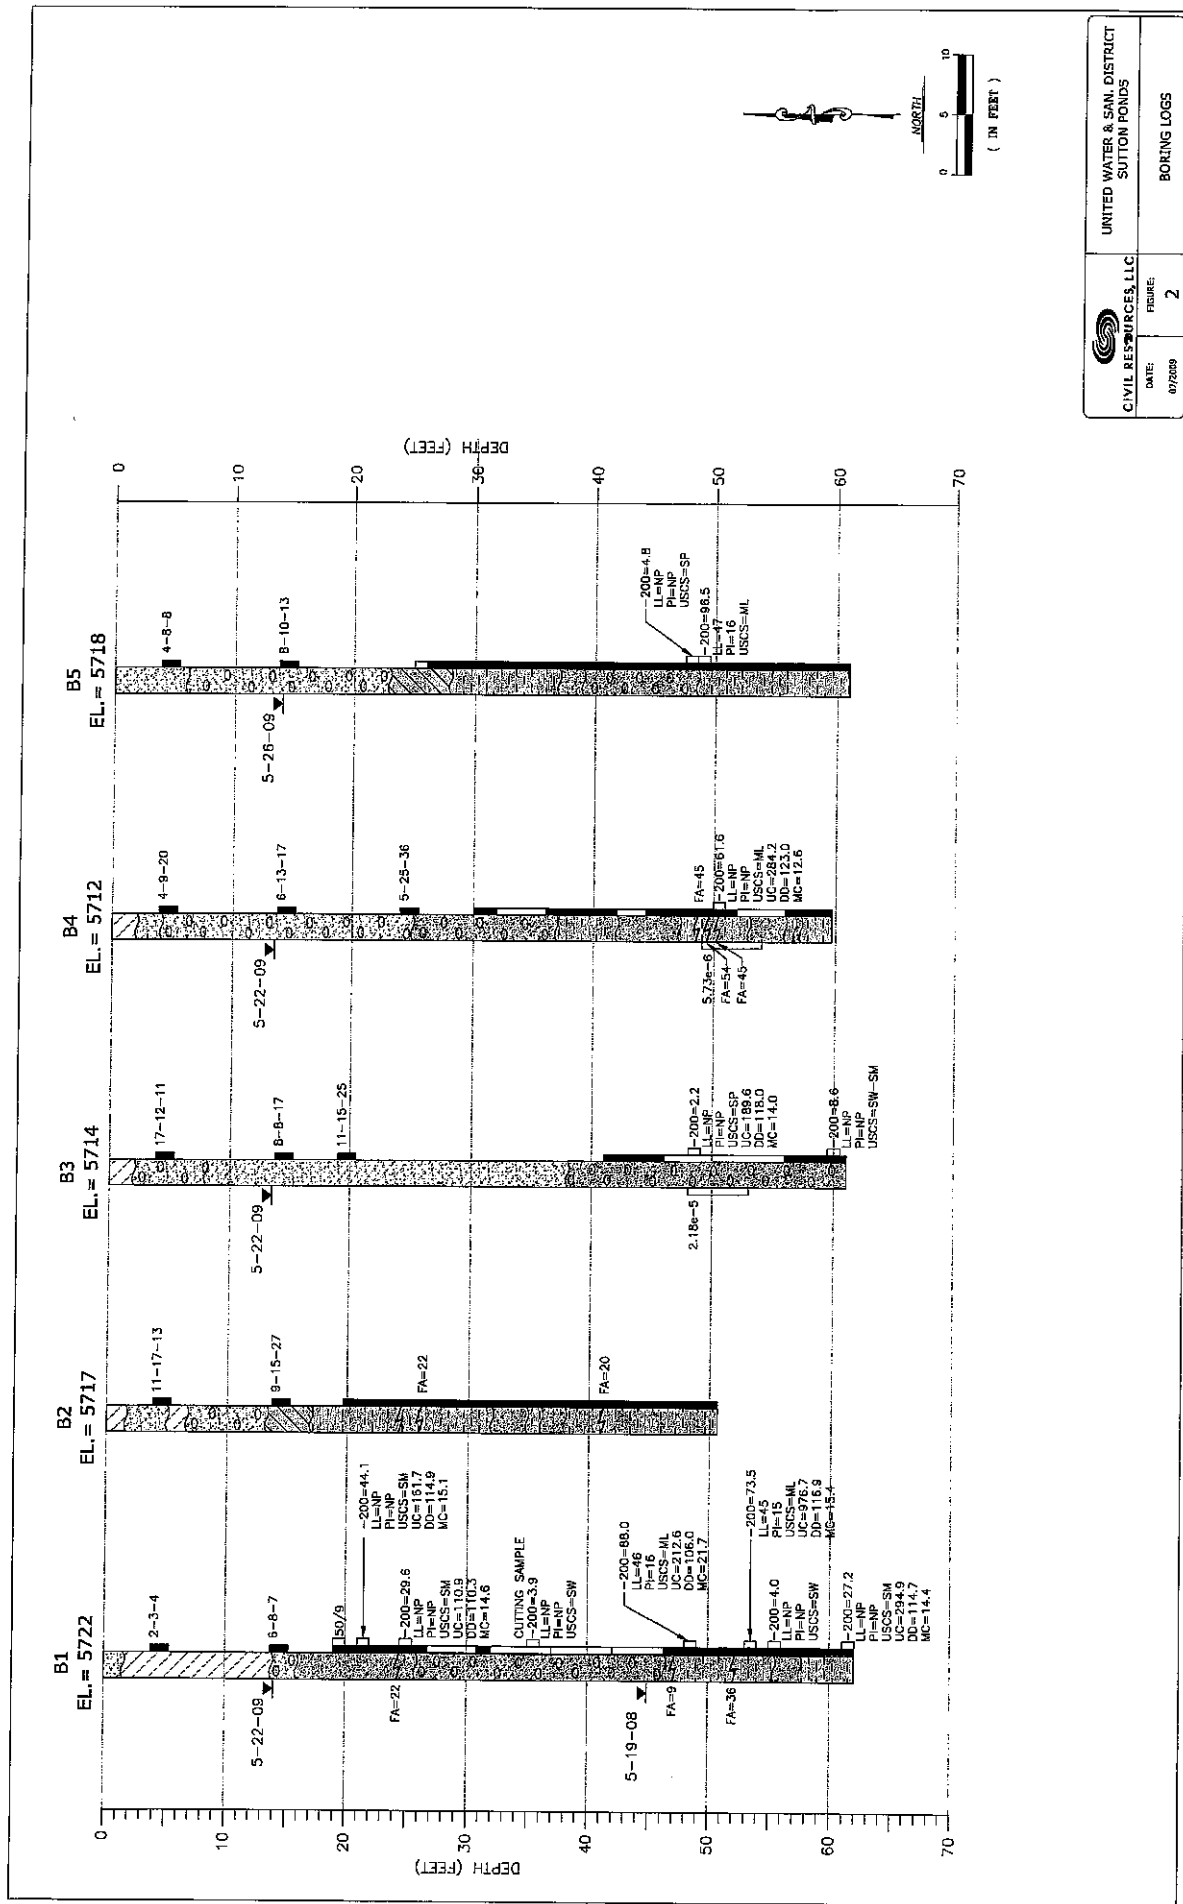 B1
EL.= 5722
2-3-4
6-8-7
5-22-09
50/9
-200=44.1
LL=NP
PI=NP
USCS=SM
UC=161.7
DD=114.9
MC=15.1
FA=22
-200=29.6
LL=NP
PI=NP
USCS=SM
UC=110.9
DD=110.3
MC=14.6
CUTTING SAMPLE
-200=3.9
LL=NP
PI=NP
USCS=SW
5-19-08
FA=9
-200=88.0
LL=46
PI=16
USCS=ML
UC=212.6
DD=106.0
MC=21.7
FA=36
-200=73.5
LL=45
PI=15
USCS=ML
UC=976.7
DD=116.9
MC=15.4
-200=4.0
LL=NP
PI=NP
USCS=SW
-200=27.2
LL=NP
PI=NP
USCS=SM
UC=294.9
DD=114.7
MC=14.4
B2
EL.= 5717
11-17-13
9-15-27
FA=22
FA=20
B3
EL.= 5714
17-12-11
8-8-17
5-22-09
11-15-25
2.18e-5
-200=2.2
LL=NP
PI=NP
USCS=SP
UC=189.6
DD=118.0
MC=14.0
-200=8.6
LL=NP
PI=NP
USCS=SW-SM
B4
EL.= 5712
4-9-20
6-13-17
5-22-09
5-25-36
5.73e-6
FA=54
FA=45
FA=45
-200=61.6
LL=NP
PI=NP
USCS=ML
UC=284.2
DD=123.0
MC=12.6
B5
EL.= 5718
4-8-8
8-10-13
5-26-09
-200=4.8
LL=NP
PI=NP
USCS=SP
-200=96.5
LL=47
PI=16
USCS=ML
0
10
20
30
40
50
60
70
DEPTH (FEET)
0
10
20
30
40
50
60
70
DEPTH (FEET)
NORTH
0 5 10
( IN FEET )
CIVIL RESOURCES, LLC
DATE:
07/2009
FIGURE:
2
UNITED WATER & SAN. DISTRICT
SUTTON PONDS
BORING LOGS